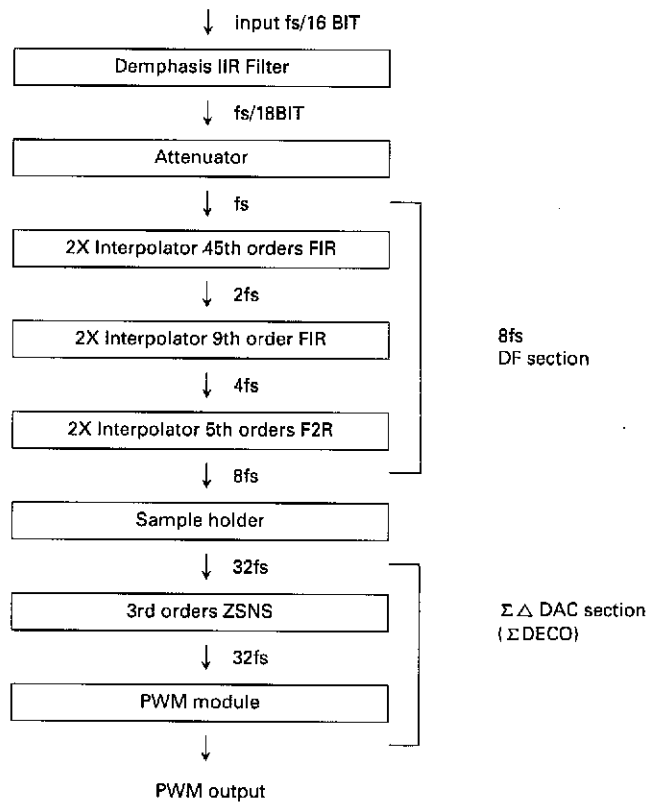 input fs/16 BIT
Demphasis IIR Filter
fs/18BIT
Attenuator
fs
2X Interpolator 45th orders FIR
2fs
2X Interpolator 9th order FIR
8fs
DF section
4fs
2X Interpolator 5th orders F2R
8fs
Sample holder
32fs
3rd orders ZSNS
Σ△ DAC section
(ΣDECO)
32fs
PWM module
PWM output